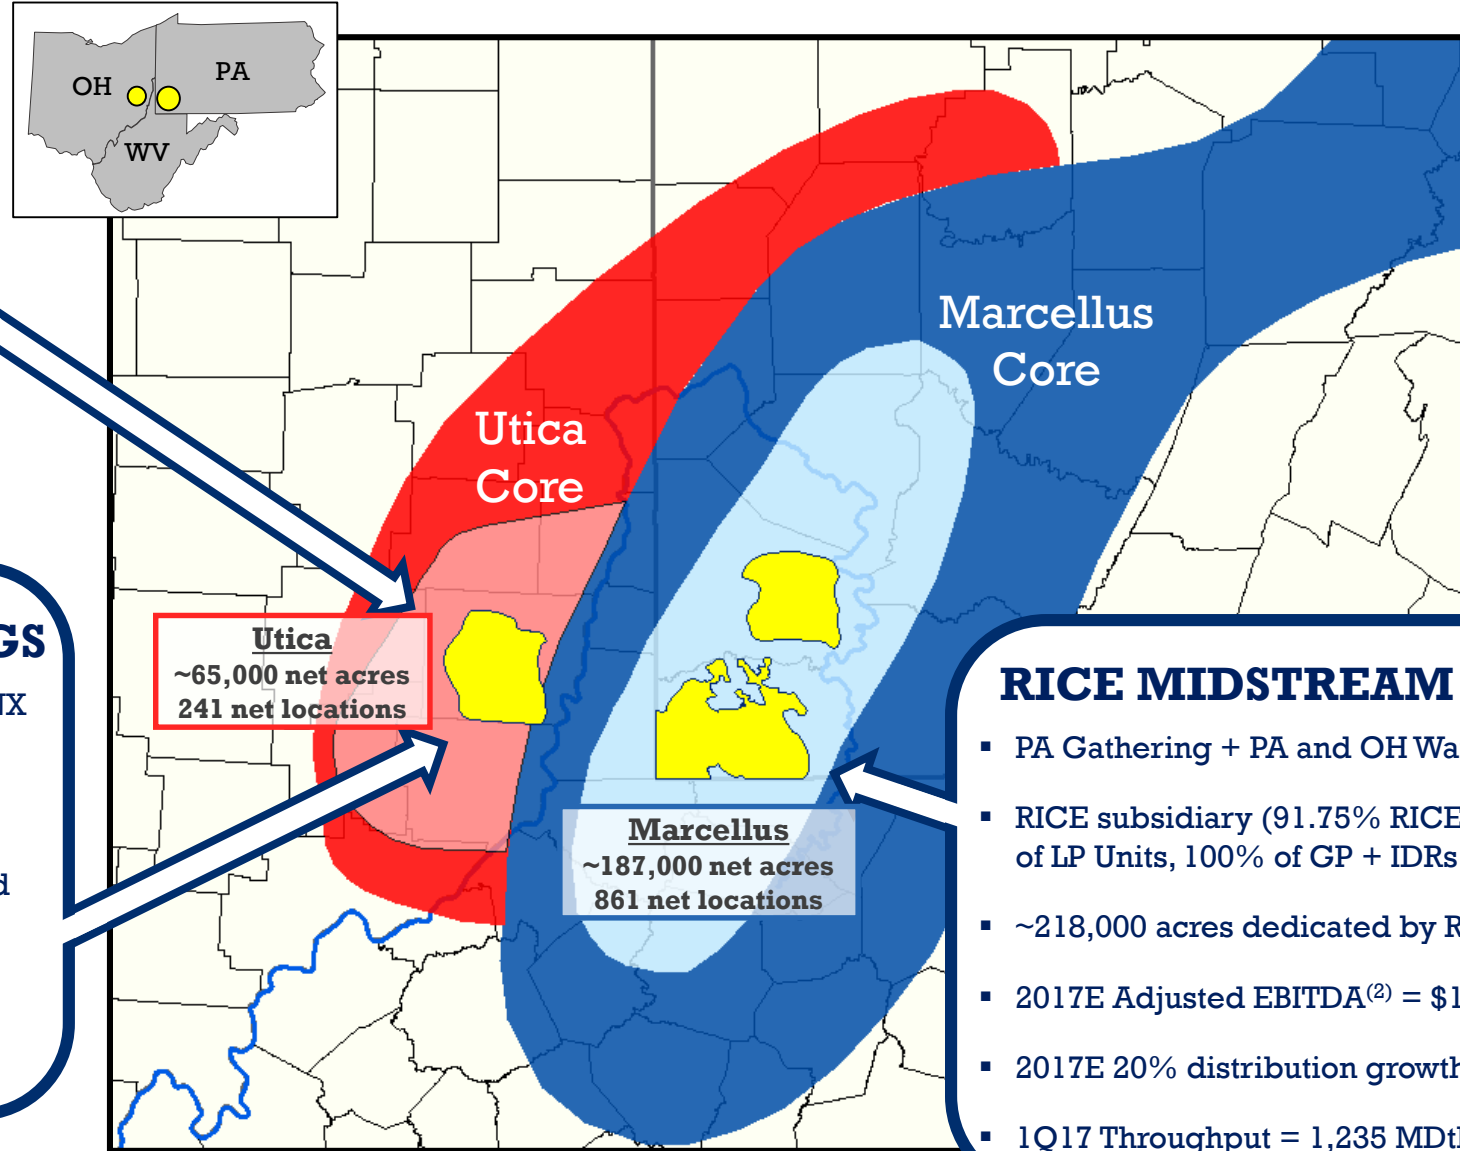 OH
PA
WV
Marcellus
Core
Utica
Core
GS
Utica
~65,000 net acres
241 net locations
Marcellus
~187,000 net acres
861 net locations
RICE MIDSTREAM
▪ PA Gathering + PA and OH Wa
▪ RICE subsidiary (91.75% RICE
of LP Units, 100% of GP + IDRs
▪ ~218,000 acres dedicated by R
▪ 2017E Adjusted EBITDA(2) = $1
▪ 2017E 20% distribution growth
▪ 1Q17 Throughput = 1,235 MDt